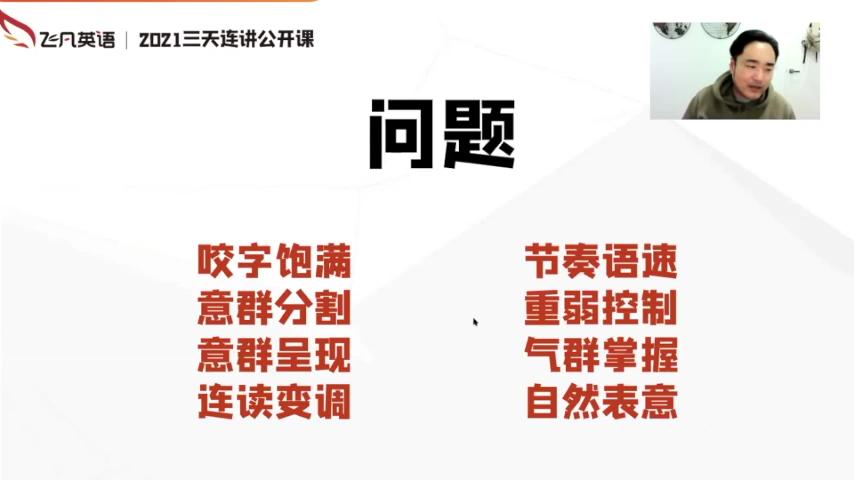 飞凡英语 | 2021三天连讲公开课
问题
咬字饱满
意群分割
意群呈现
连读变调
节奏语速
重弱控制
气群掌握
自然表意